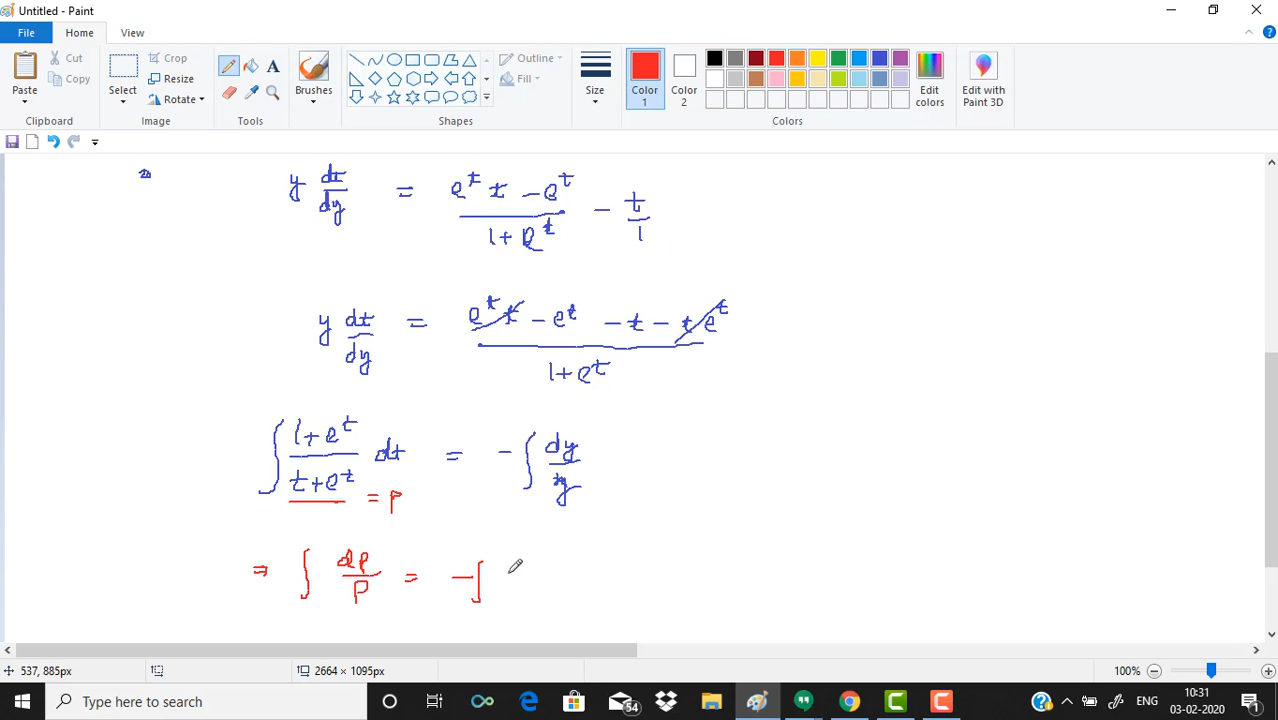 Untitled - Paint
File Home View
Paste Cut Copy Select Crop Resize Rotate A Brushes Outline Fill Size Color 1 Color 2 Edit colors Edit with Paint 3D
Clipboard Image Tools Shapes Colors
y dt/dy = (e^t t - e^t)/(1 + e^t) - t/1
y dt/dy = (e^t t - e^t - t - t e^t)/(1 + e^t)
∫ (1 + e^t)/(t + e^t) dt = - ∫ dy/y
= P
⇒ ∫ dP/P = - ∫
537, 885px 2664 × 1095px 100%
Type here to search 54 ENG 10:31 03-02-2020 1